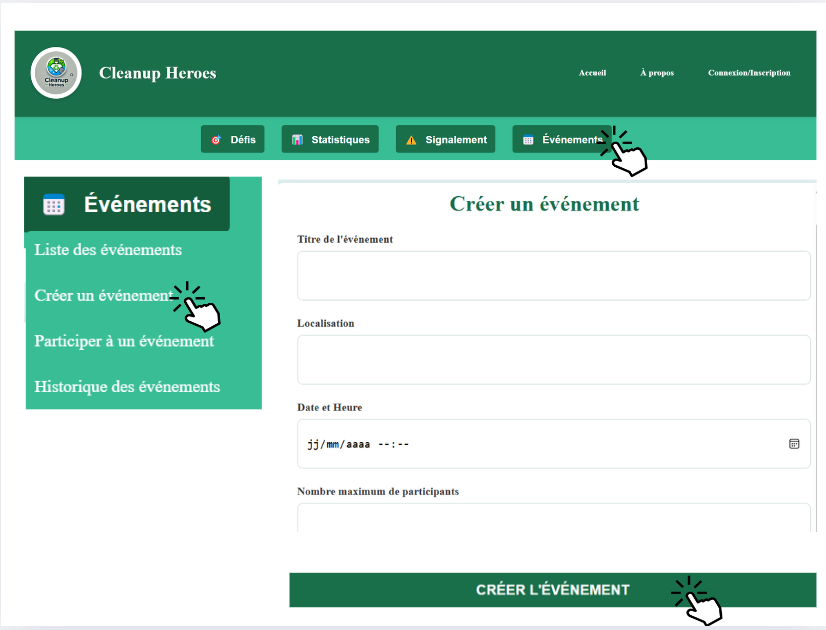 Cleanup
Heroes
Cleanup Heroes
Accueil
À propos
Connexion/Inscription
Défis
Statistiques
Signalement
Événements
Événements
Liste des événements
Créer un événement
Participer à un événement
Historique des événements
Créer un événement
Titre de l'événement
Localisation
Date et Heure
jj/mm/aaaa --:--
Nombre maximum de participants
CRÉER L'ÉVÉNEMENT